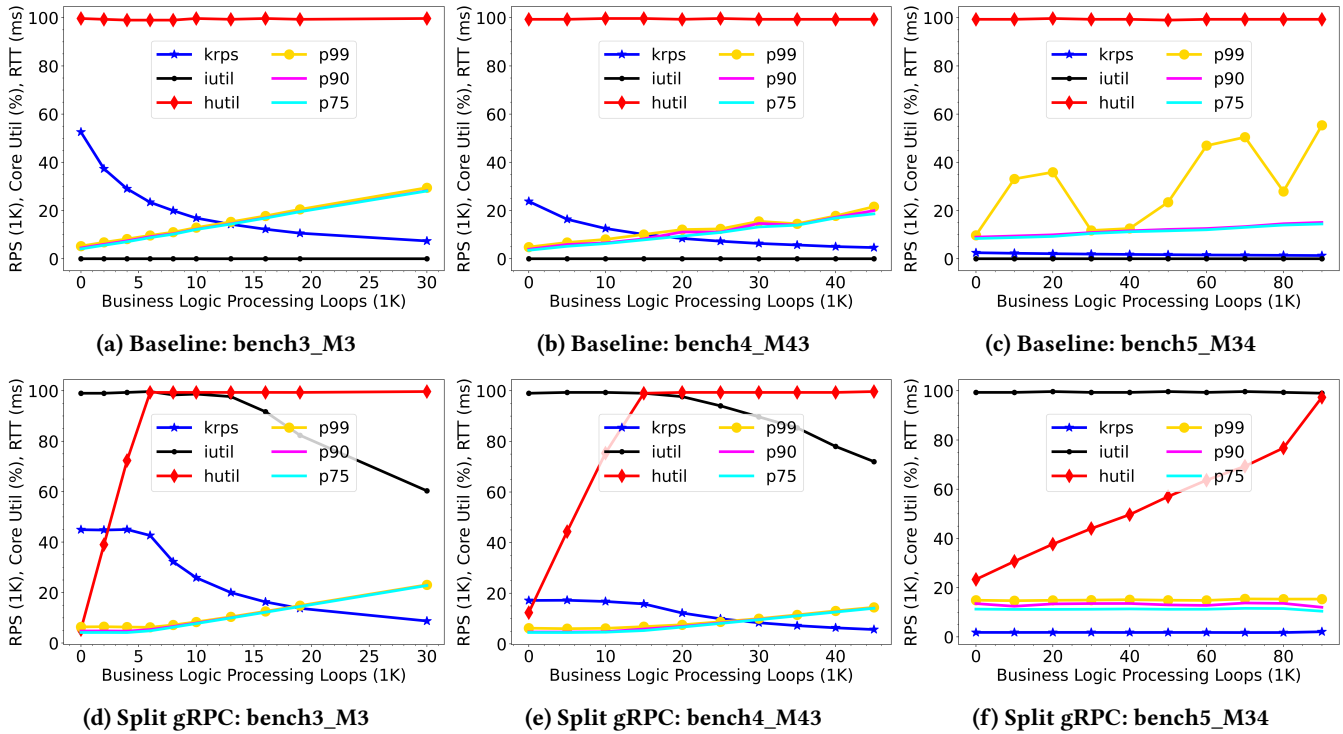 RPS (1K), Core Util (%), RTT (ms)
100
80
60
40
20
0
krps
iutil
hutil
p99
p90
p75
0 5 10 15 20 25 30
Business Logic Processing Loops (1K)
(a) Baseline: bench3_M3
RPS (1K), Core Util (%), RTT (ms)
100
80
60
40
20
0
krps
iutil
hutil
p99
p90
p75
0 10 20 30 40
Business Logic Processing Loops (1K)
(b) Baseline: bench4_M43
RPS (1K), Core Util (%), RTT (ms)
100
80
60
40
20
0
krps
iutil
hutil
p99
p90
p75
0 20 40 60 80
Business Logic Processing Loops (1K)
(c) Baseline: bench5_M34
RPS (1K), Core Util (%), RTT (ms)
100
80
60
40
20
0
krps
iutil
hutil
p99
p90
p75
0 5 10 15 20 25 30
Business Logic Processing Loops (1K)
(d) Split gRPC: bench3_M3
RPS (1K), Core Util (%), RTT (ms)
100
80
60
40
20
0
krps
iutil
hutil
p99
p90
p75
0 10 20 30 40
Business Logic Processing Loops (1K)
(e) Split gRPC: bench4_M43
RPS (1K), Core Util (%), RTT (ms)
100
80
60
40
20
0
krps
iutil
hutil
p99
p90
p75
0 20 40 60 80
Business Logic Processing Loops (1K)
(f) Split gRPC: bench5_M34